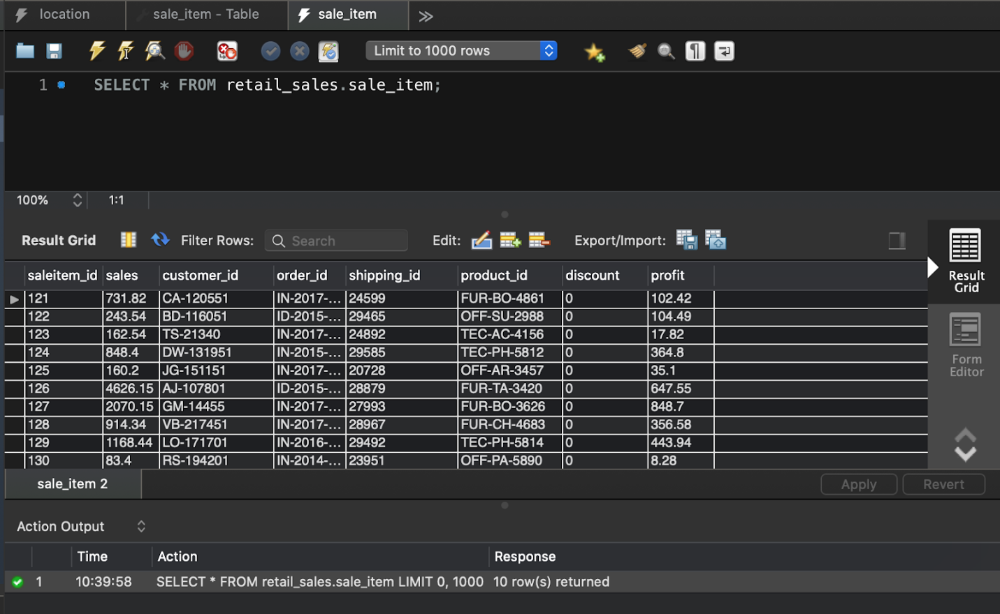 location sale_item - Table sale_item
Limit to 1000 rows
1 SELECT * FROM retail_sales.sale_item;
100% 1:1
Result Grid Filter Rows: Search Edit: Export/Import:
saleitem_id sales customer_id order_id shipping_id product_id discount profit
121 731.82 CA-120551 IN-2017-... 24599 FUR-BO-4861 0 102.42
122 243.54 BD-116051 ID-2015-... 29465 OFF-SU-2988 0 104.49
123 162.54 TS-21340 IN-2017-... 24892 TEC-AC-4156 0 17.82
124 848.4 DW-131951 IN-2015-... 29585 TEC-PH-5812 0 364.8
125 160.2 JG-151151 IN-2017-... 20728 OFF-AR-3457 0 35.1
126 4626.15 AJ-107801 ID-2015-... 28879 FUR-TA-3420 0 647.55
127 2070.15 GM-14455 IN-2017-... 27993 FUR-BO-3626 0 848.7
128 914.34 VB-217451 IN-2017-... 28967 FUR-CH-4683 0 356.58
129 1168.44 LO-171701 IN-2016-... 29492 TEC-PH-5814 0 443.94
130 83.4 RS-194201 IN-2014-... 23951 OFF-PA-5890 0 8.28
Result
Grid
Form
Editor
sale_item 2 Apply Revert
Action Output
Time Action Response
1 10:39:58 SELECT * FROM retail_sales.sale_item LIMIT 0, 1000 10 row(s) returned